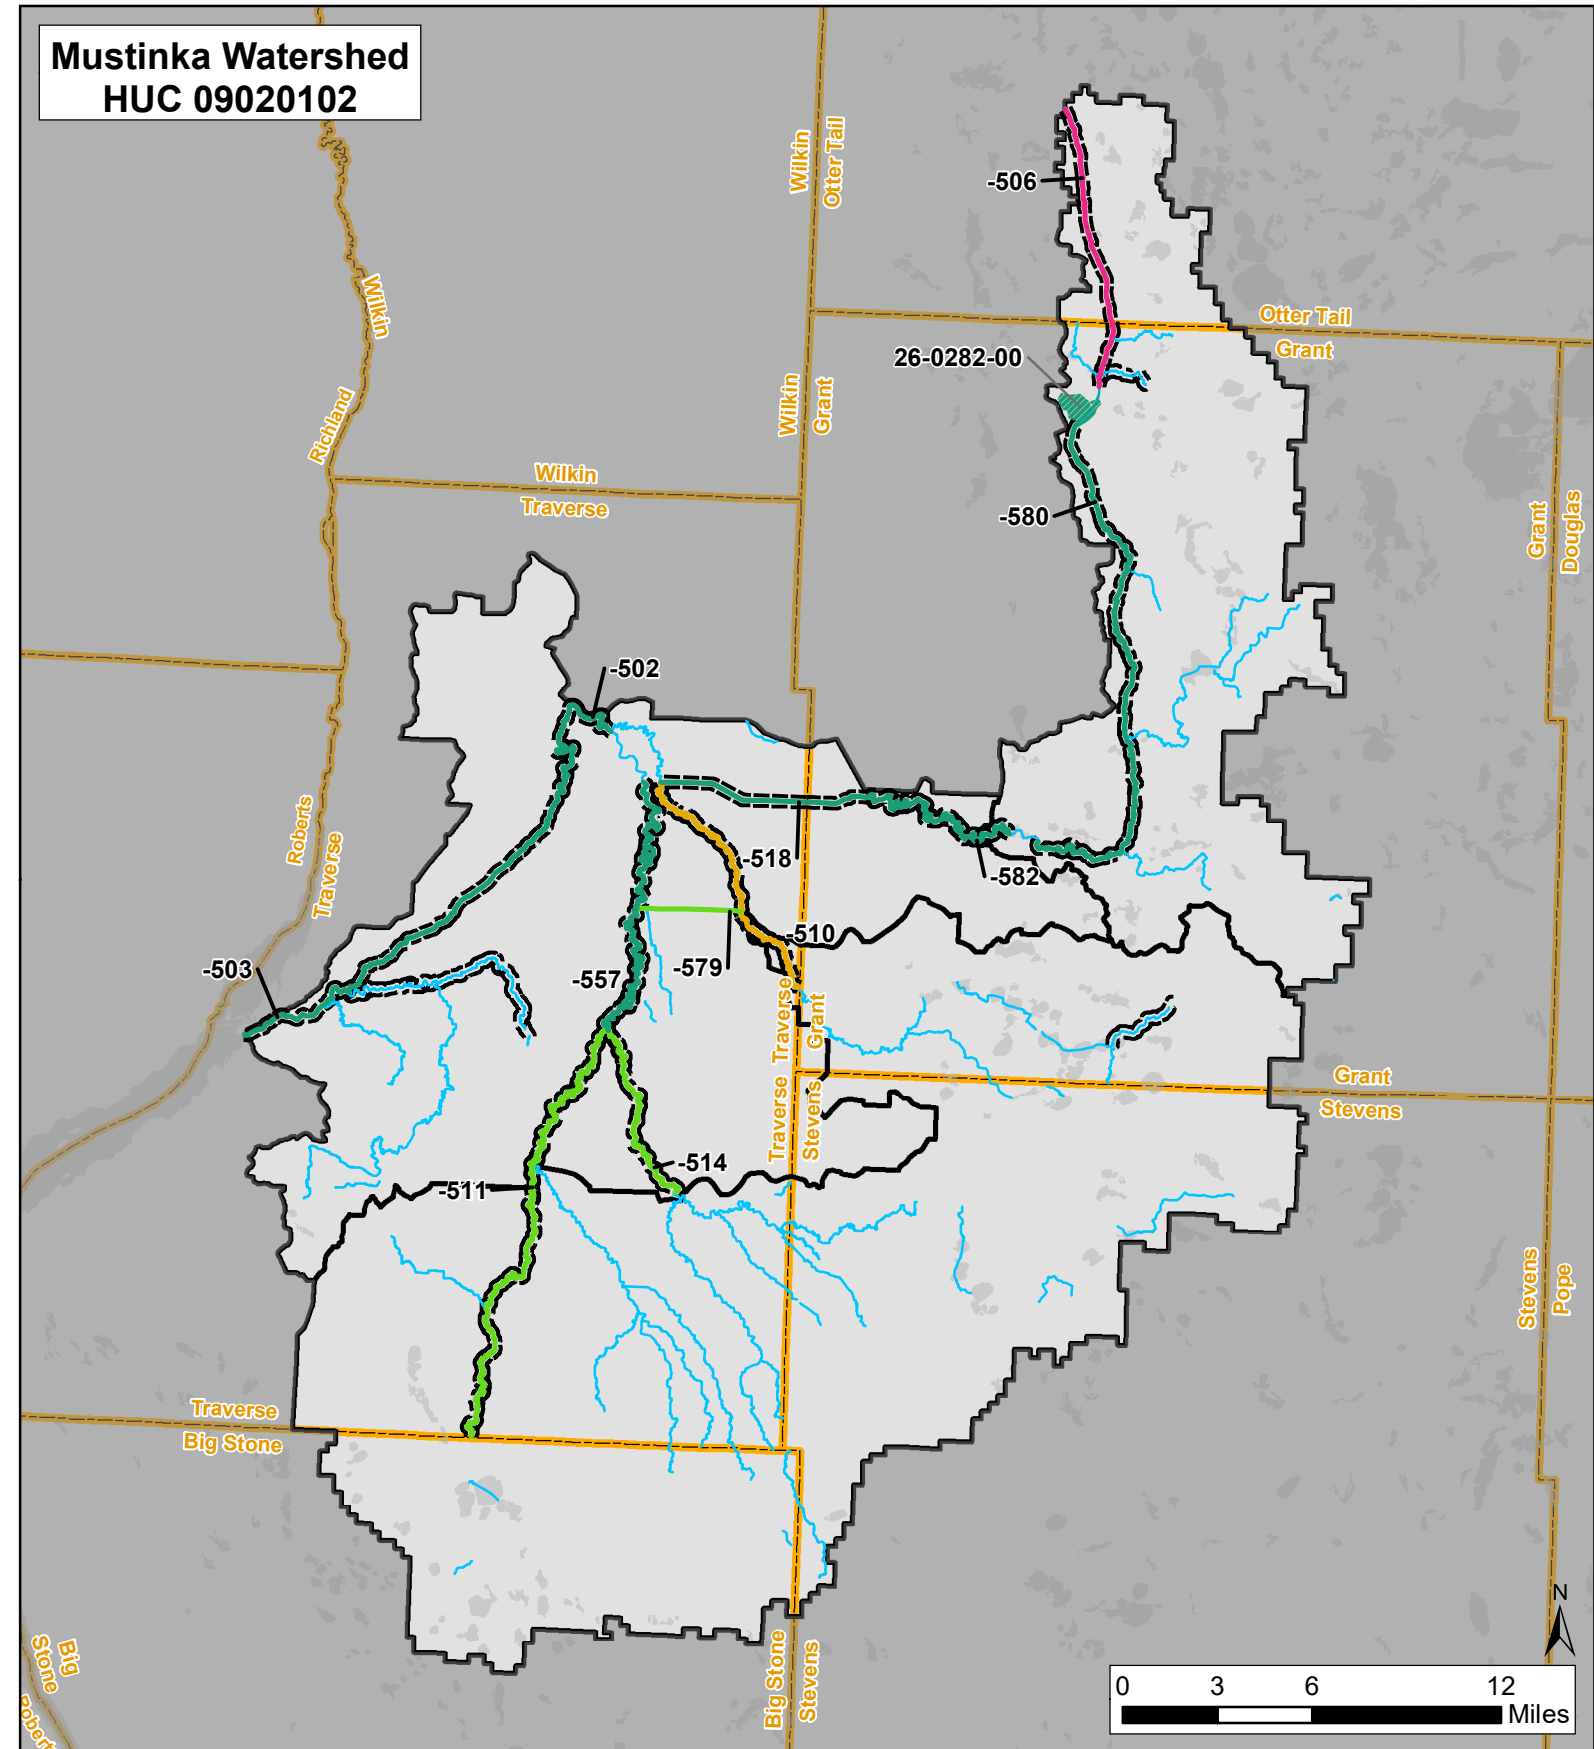 Mustinka Watershed
HUC 09020102
Wilkin
Otter Tail
-506
Wilkin
Otter Tail
Grant
26-0282-00
Richland
Wilkin
Grant
Wilkin
Traverse
-580
Grant
Douglas
-502
Roberts
Traverse
-518
-582
-510
-503
-557
-579
Traverse
Grant
Grant
Stevens
Traverse
Stevens
-514
-511
Stevens
Pope
Traverse
Big Stone
Big
Stone
Robert
Big Stone
Stevens
N
0 3 6 12
Miles